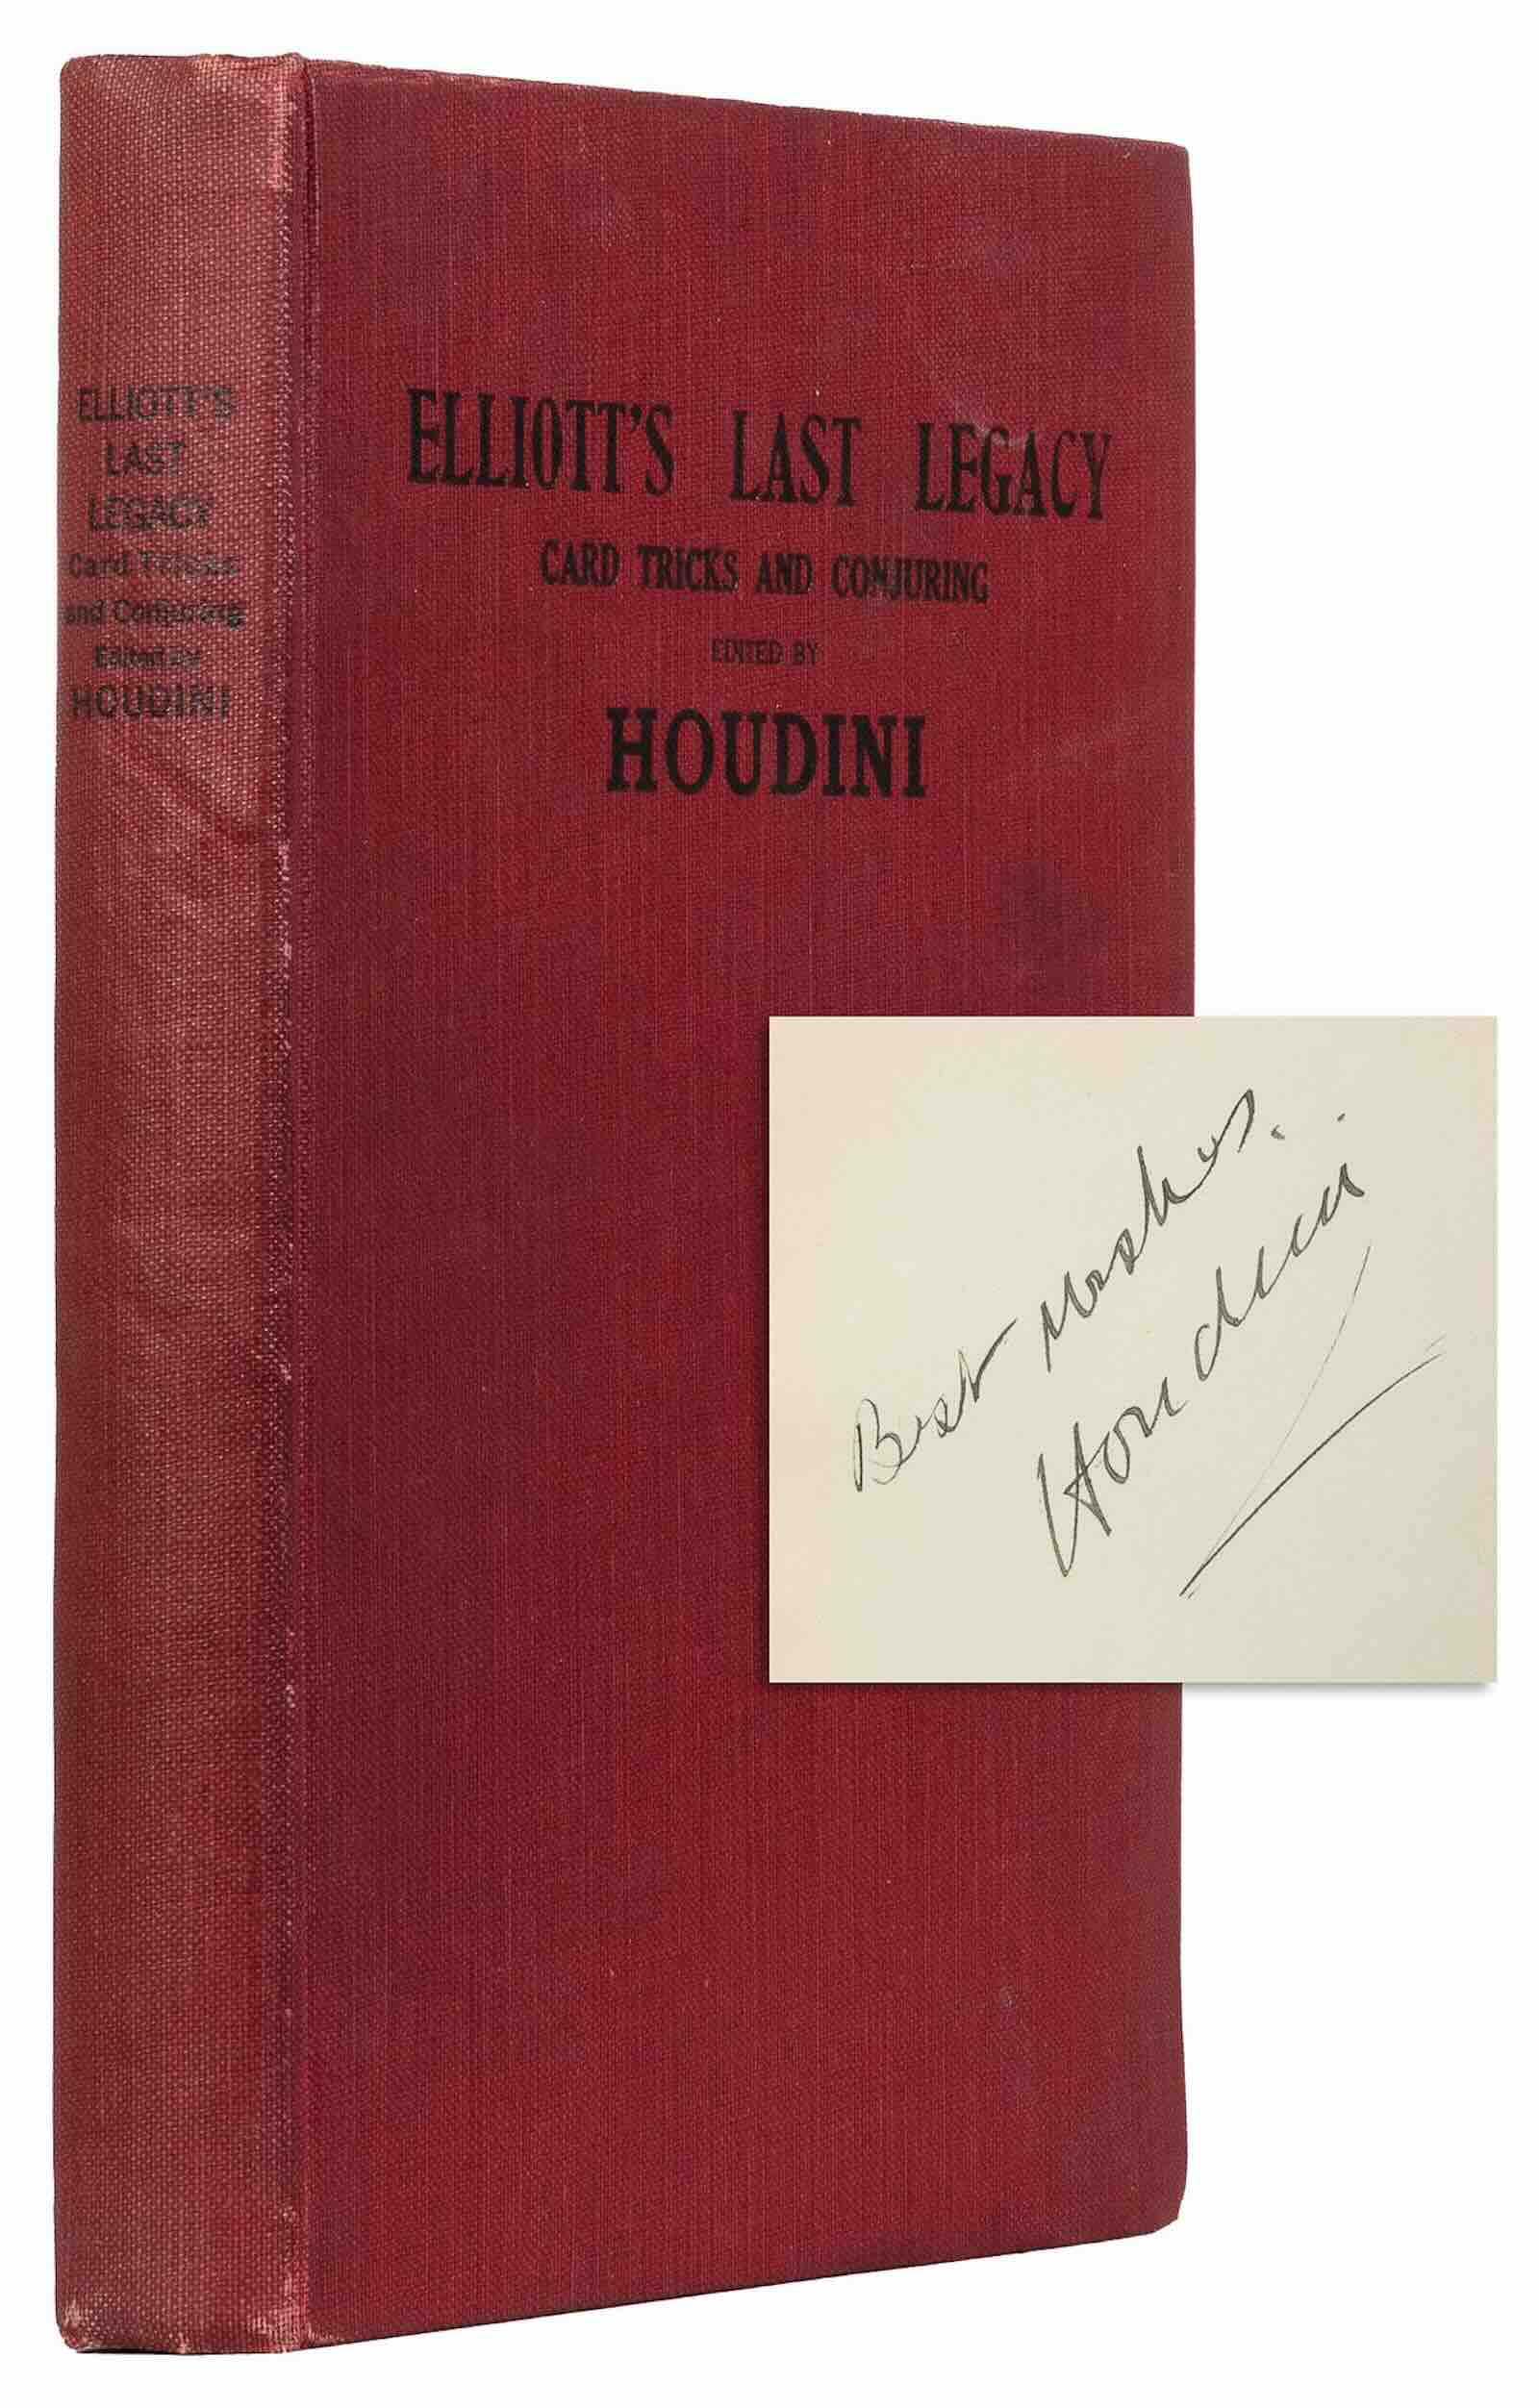 ELLIOTT'S
LAST
LEGACY
Card Tricks
and Conjuring
Edited by
HOUDINI
ELLIOTT'S LAST LEGACY
CARD TRICKS AND CONJURING
EDITED BY
HOUDINI
Best Wishes.
Houdini